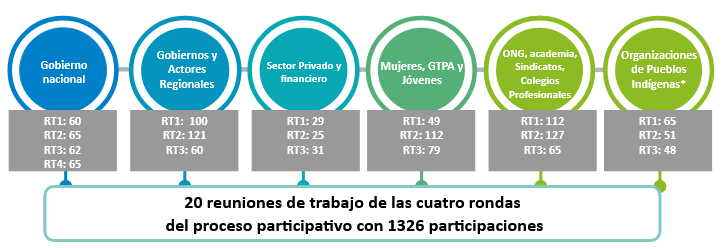 Gobierno
nacional
RT1: 60
RT2: 65
RT3: 62
RT4: 65
Gobiernos y
Actores
Regionales
RT1: 100
RT2: 121
RT3: 60
Sector Privado y
financiero
RT1: 29
RT2: 25
RT3: 31
Mujeres, GTPA y
Jóvenes
RT1: 49
RT2: 112
RT3: 79
ONG, academia,
Sindicatos,
Colegios
Profesionales
RT1: 112
RT2: 127
RT3: 65
Organizaciones
de Pueblos
Indígenas*
RT1: 65
RT2: 51
RT3: 48
20 reuniones de trabajo de las cuatro rondas
del proceso participativo con 1326 participaciones